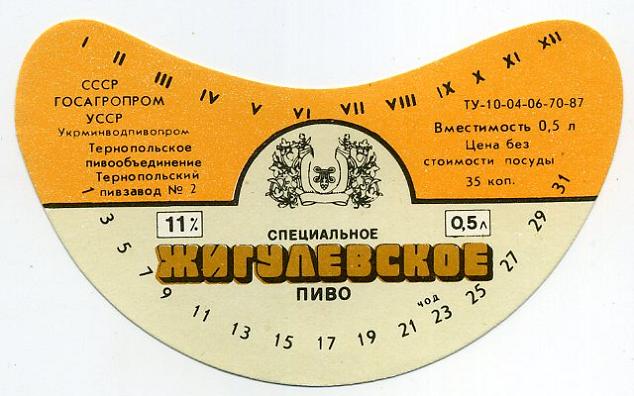 I II III IV V VI VII VIII IX X XI XII
СССР
ГОСАГРОПРОМ
УССР
Укрминводпивопром
Тернопольское
пивообъединение
Тернопольский
пивзавод № 2
ТУ-10-04-06-70-87
Вместимость 0,5 л
Цена без
стоимости посуды
35 коп.
11%
0,5л
СПЕЦИАЛЬНОЕ
ЖИГУЛЕВСКОЕ
ПИВО
1 3 5 7 9 11 13 15 17 19 21 чод 23 25 27 29 31